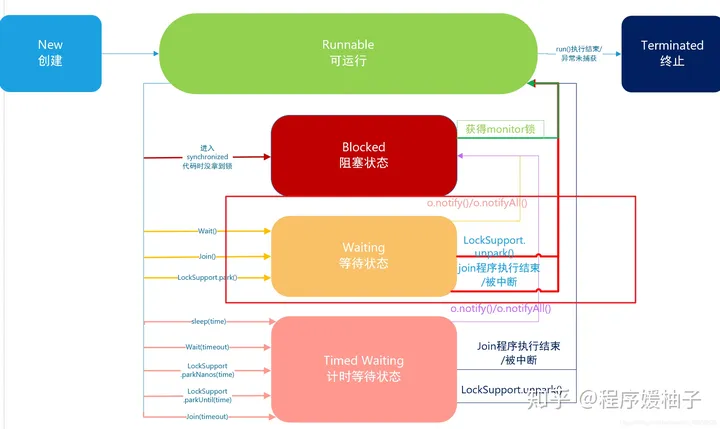 New
创建
Runnable
可运行
run()执行结束/
异常未捕获
Terminated
终止
进入
synchronized
代码时没拿到锁
Blocked
阻塞状态
获得monitor锁
o.notify()/o.notifyAll()
Wait()
Join()
LockSupport.park()
Waiting
等待状态
LockSupport.
unpark()
join程序执行结束
/被中断
o.notify()/o.notifyAll()
sleep(time)
Wait(timeout)
LockSupport
.parkNanos(time)
LockSupport
.parkUntil(time)
Join(timeout)
Timed Waiting
计时等待状态
Join程序执行结束
/被中断
LockSupport.unpark()
知乎 @程序媛柚子